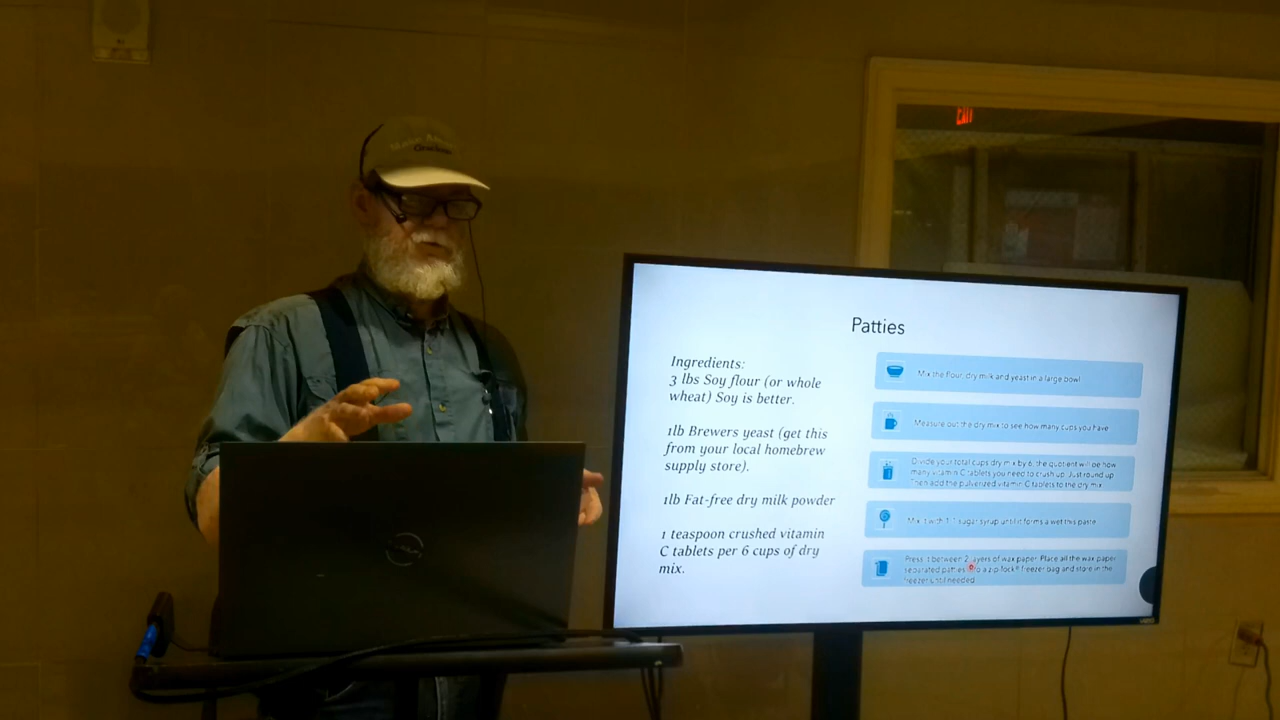 EXIT
Patties
Ingredients:
3 lbs Soy flour (or whole
wheat) Soy is better.
1lb Brewers yeast (get this
from your local homebrew
supply store).
1lb Fat-free dry milk powder
1 teaspoon crushed vitamin
C tablets per 6 cups of dry
mix.
Mix the flour, dry milk and yeast in a large bowl
Measure out the dry mix to see how many cups you have
Divide your total cups dry mix by 6, the quotient will be how
many vitamin C tablets you need to crush up. Just round up
Then add the pulverized vitamin C tablets to the dry mix.
Mix it with 1:1 sugar syrup until it forms a wet paste
Press it between 2 layers of wax paper. Place all the wax paper
separated patties a zip lock® freezer bag and store in the
freezer until needed
DELL